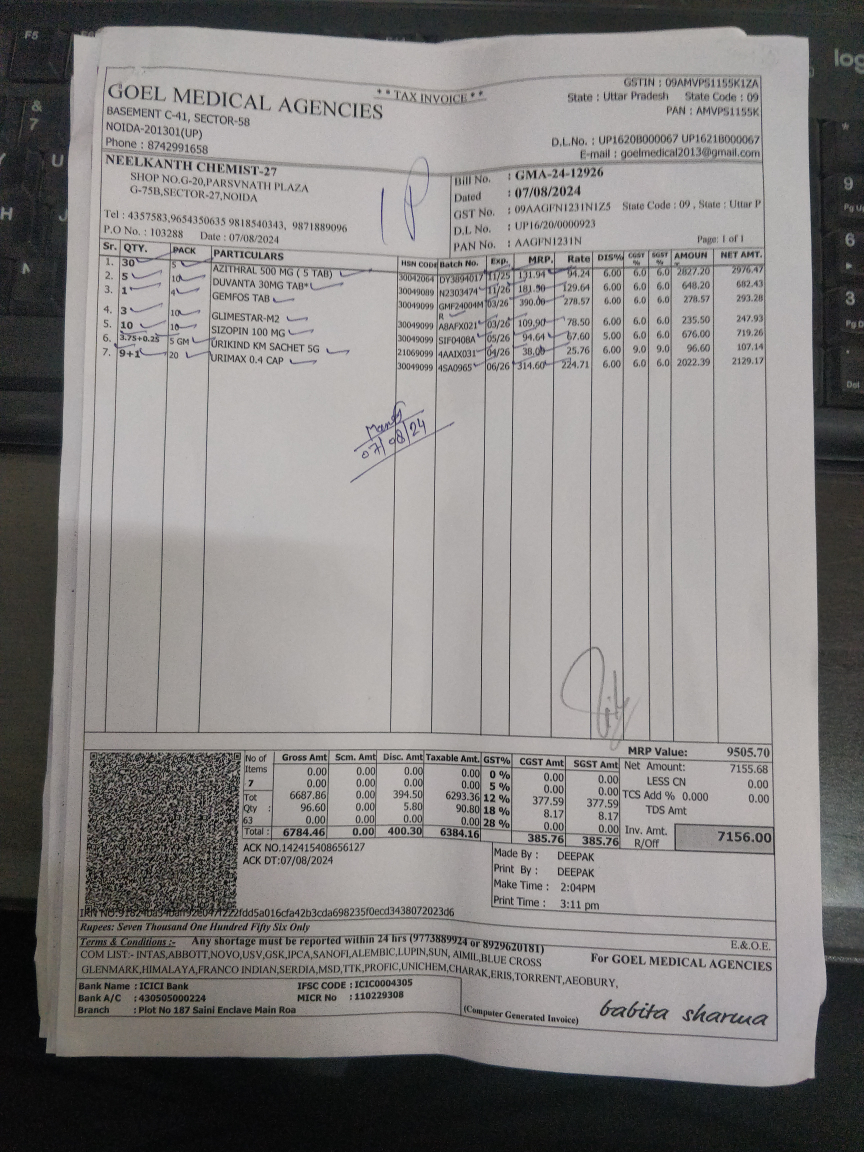 GOEL MEDICAL AGENCIES
BASEMENT C-41, SECTOR-58
NOIDA-201301(UP)
Phone : 8742991658
**TAX INVOICE**
GSTIN : 09AMVPS1155K1ZA
State : Uttar Pradesh State Code : 09
PAN : AMVPS1155K
D.L.No. : UP1620B000067 UP1621B000067
E-mail : goelmedical2013@gmail.com
NEELKANTH CHEMIST-27
SHOP NO.G-20,PARSVNATH PLAZA
G-75B,SECTOR-27,NOIDA
Tel : 4357583,9654350635 9818540343, 9871889096
P.O No. : 103288 Date : 07/08/2024
Bill No. : GMA-24-12926
Dated : 07/08/2024
GST No. : 09AAGFN1231N1Z5 State Code : 09 , State : Uttar P
D.L. No. : UP16/20/0000923
PAN No. : AAGFN1231N
Page: 1 of 1
Sr. QTY. PACK PARTICULARS HSN CODE Batch No. Exp. MRP. Rate DIS% CGST % SGST % AMOUN NET AMT.
1. 30 5 AZITHRAL 500 MG ( 5 TAB) 30042064 DY3894017 11/25 131.94 94.24 6.00 6.0 6.0 2827.20 2976.47
2. 5 10 DUVANTA 30MG TAB* 30049089 N2303474 11/26 181.50 129.64 6.00 6.0 6.0 648.20 682.43
3. 1 4 GEMFOS TAB 30049099 GMF24004M 03/26 390.00 278.57 6.00 6.0 6.0 278.57 293.28
R
4. 3 10 GLIMESTAR-M2 30049099 A8AFX021 03/26 109.90 78.50 6.00 6.0 6.0 235.50 247.93
5. 10 10 SIZOPIN 100 MG 30049099 SIF0408A 05/26 94.64 67.60 5.00 6.0 6.0 676.00 719.26
6. 3.75+0.25 5 GM URIKIND KM SACHET 5G 21069099 4AAIX031 04/26 38.00 25.76 6.00 9.0 9.0 96.60 107.14
7. 9+1 20 URIMAX 0.4 CAP 30049099 4SA0965 06/26 314.60 224.71 6.00 6.0 6.0 2022.39 2129.17
07/08/24
MRP Value: 9505.70
No of Items 7 Tot Qty : 63
Gross Amt Scm. Amt Disc. Amt Taxable Amt. GST% CGST Amt SGST Amt
0.00 0.00 0.00 0.00 0 % 0.00 0.00
0.00 0.00 0.00 0.00 5 % 0.00 0.00
6687.86 0.00 394.50 6293.36 12 % 377.59 377.59
96.60 0.00 5.80 90.80 18 % 8.17 8.17
0.00 0.00 0.00 0.00 28 % 0.00 0.00
Total : 6784.46 0.00 400.30 6384.16 385.76 385.76
Net Amount: 7155.68
LESS CN 0.00
TCS Add % 0.000 0.00
TDS Amt
Inv. Amt. R/Off 7156.00
ACK NO.142415408656127
ACK DT:07/08/2024
Made By : DEEPAK
Print By : DEEPAK
Make Time : 2:04PM
Print Time : 3:11 pm
Rupees: Seven Thousand One Hundred Fifty Six Only
Terms & Conditions :- Any shortage must be reported within 24 hrs (9773889924 or 8929620181) E.&.O.E.
COM LIST:- INTAS,ABBOTT,NOVO,USV,GSK,IPCA,SANOFI,ALEMBIC,LUPIN,SUN, AIMIL,BLUE CROSS
GLENMARK,HIMALAYA,FRANCO INDIAN,SERDIA,MSD,TTK,PROFIC,UNICHEM,CHARAK,ERIS,TORRENT,AEOBURY,
For GOEL MEDICAL AGENCIES
Bank Name : ICICI Bank IFSC CODE : ICIC0004305
Bank A/C : 430505000224 MICR No : 110229308
Branch : Plot No 187 Saini Enclave Main Roa
(Computer Generated Invoice)
babita sharma